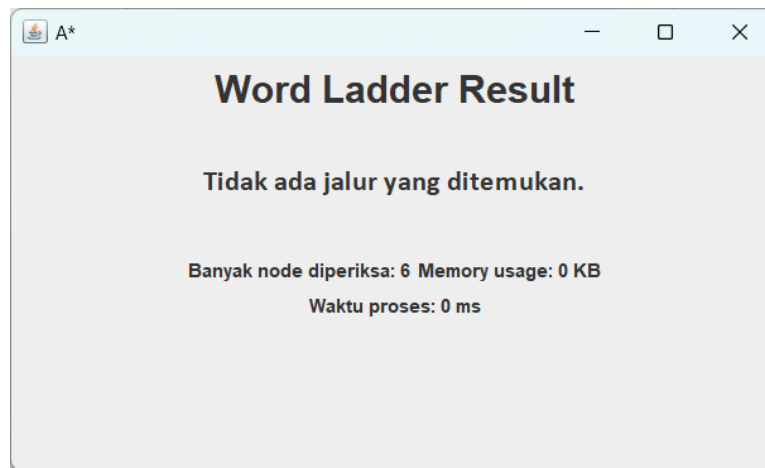 A*
Word Ladder Result
Tidak ada jalur yang ditemukan.
Banyak node diperiksa: 6 Memory usage: 0 KB
Waktu proses: 0 ms